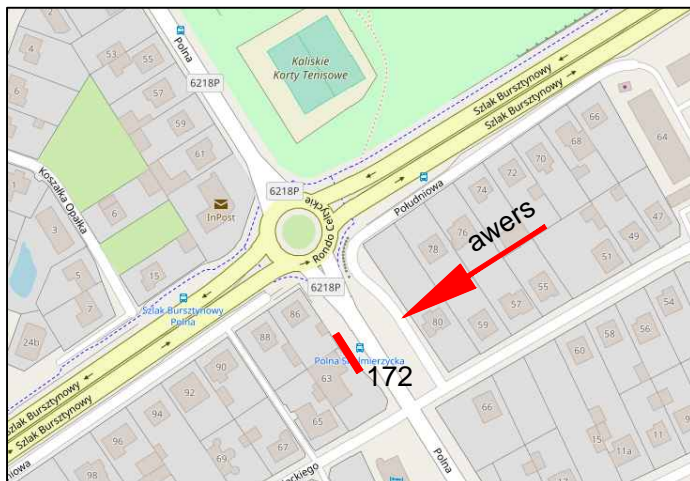 4
53
Polna
55
6218P
57
59
61
Kaliskie
Korty Tenisowe
Szlak Bursztynowy
Szlak Bursztynowy
66
68
70
72
74
64
Koszałka Opałka
6
InPost
6218P
Rondo Celtyckie
Południowa
76
78
awers
47
49
51
3
5
7
15
24b
Szlak Bursztynowy
Polna
6218P
80
59
57
55
54
56
58
60
86
88
90
92
94
96
98
63
65
67
69
Polna Skalmierzycka
172
Szlak Bursztynowy
Szlak Bursztynowy
66
15
11a
11
9
Polna